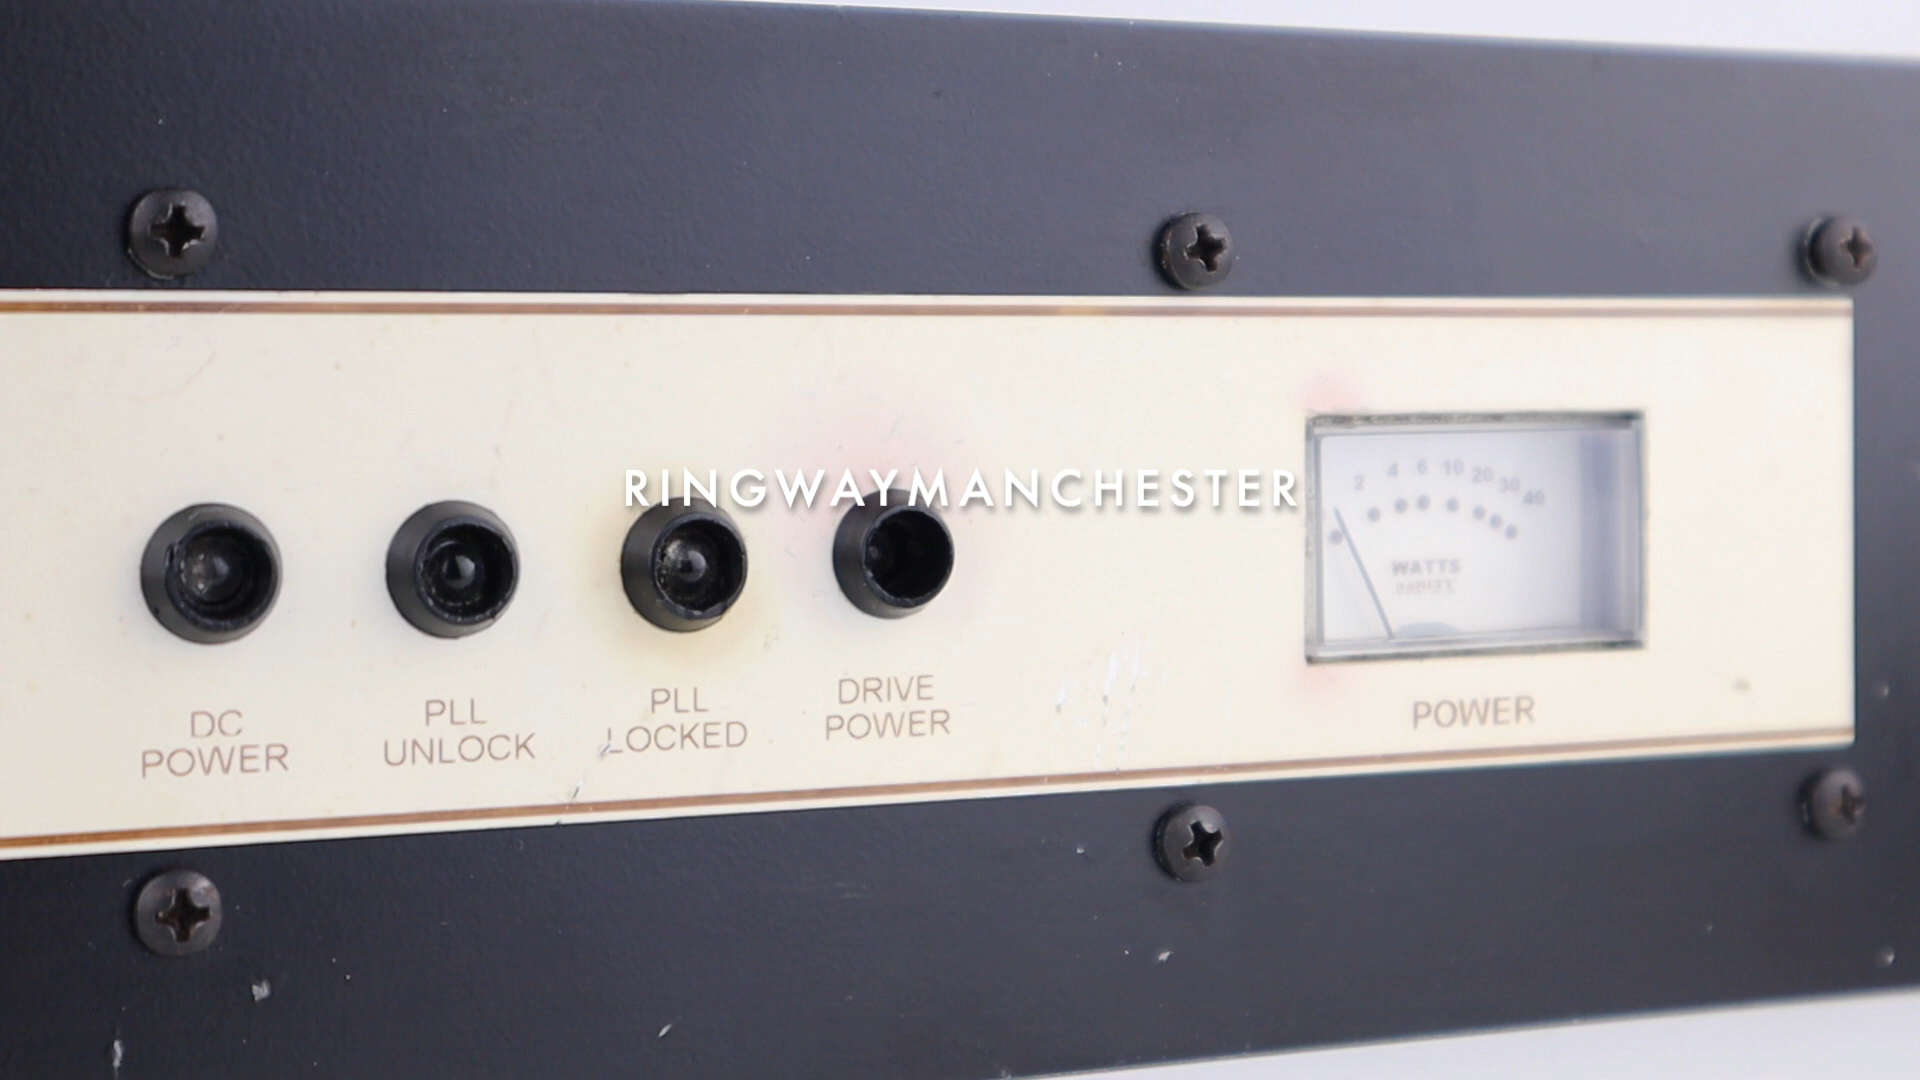 RINGWAYMANCHESTER
2 4 6 10 20 30 40
WATTS
DC
POWER
PLL
UNLOCK
PLL
LOCKED
DRIVE
POWER
POWER